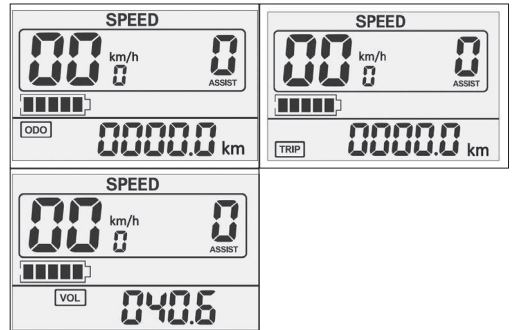 SPEED
00 km/h 0 0 ASSIST
ODO 0000.0 km
SPEED
00 km/h 0 0 ASSIST
TRIP 0000.0 km
SPEED
00 km/h 0 0 ASSIST
VOL 040.6